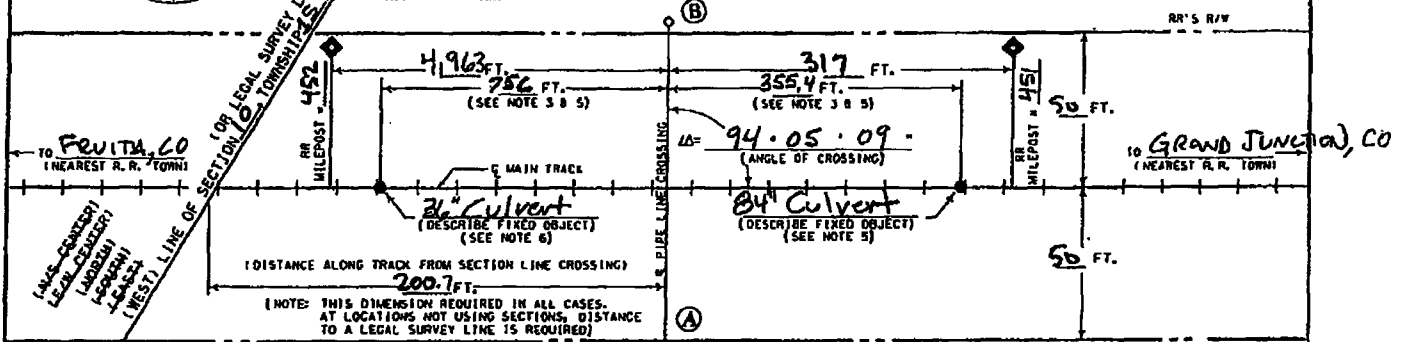 (B)
RR'S R/W
4,963 FT.
317 FT.
756 FT.
355.4 FT.
(SEE NOTE 3 & 5)
(SEE NOTE 3 & 5)
RR MILEPOST = 452
RR MILEPOST = 451
50 FT.
(OR LEGAL SURVEY L
(WEST) LINE OF SECTION 10, TOWNSHIP 1S
TO FRUITA, CO
(NEAREST R.R. TOWN)
94 · 05 · 09 "
(ANGLE OF CROSSING)
TO GRAND JUNCTION, CO
(NEAREST R.R. TOWN)
MAIN TRACK
PIPE LINE CROSSING
36" Culvert
84" Culvert
(DESCRIBE FIXED OBJECT)
(DESCRIBE FIXED OBJECT)
(SEE NOTE 6)
(SEE NOTE 5)
(N/S CENTER)
(E/W CENTER)
(NORTH)
(SOUTH)
(EAST)
50 FT.
(DISTANCE ALONG TRACK FROM SECTION LINE CROSSING)
200.7 FT.
(NOTE: THIS DIMENSION REQUIRED IN ALL CASES.
AT LOCATIONS NOT USING SECTIONS, DISTANCE
TO A LEGAL SURVEY LINE IS REQUIRED)
(A)